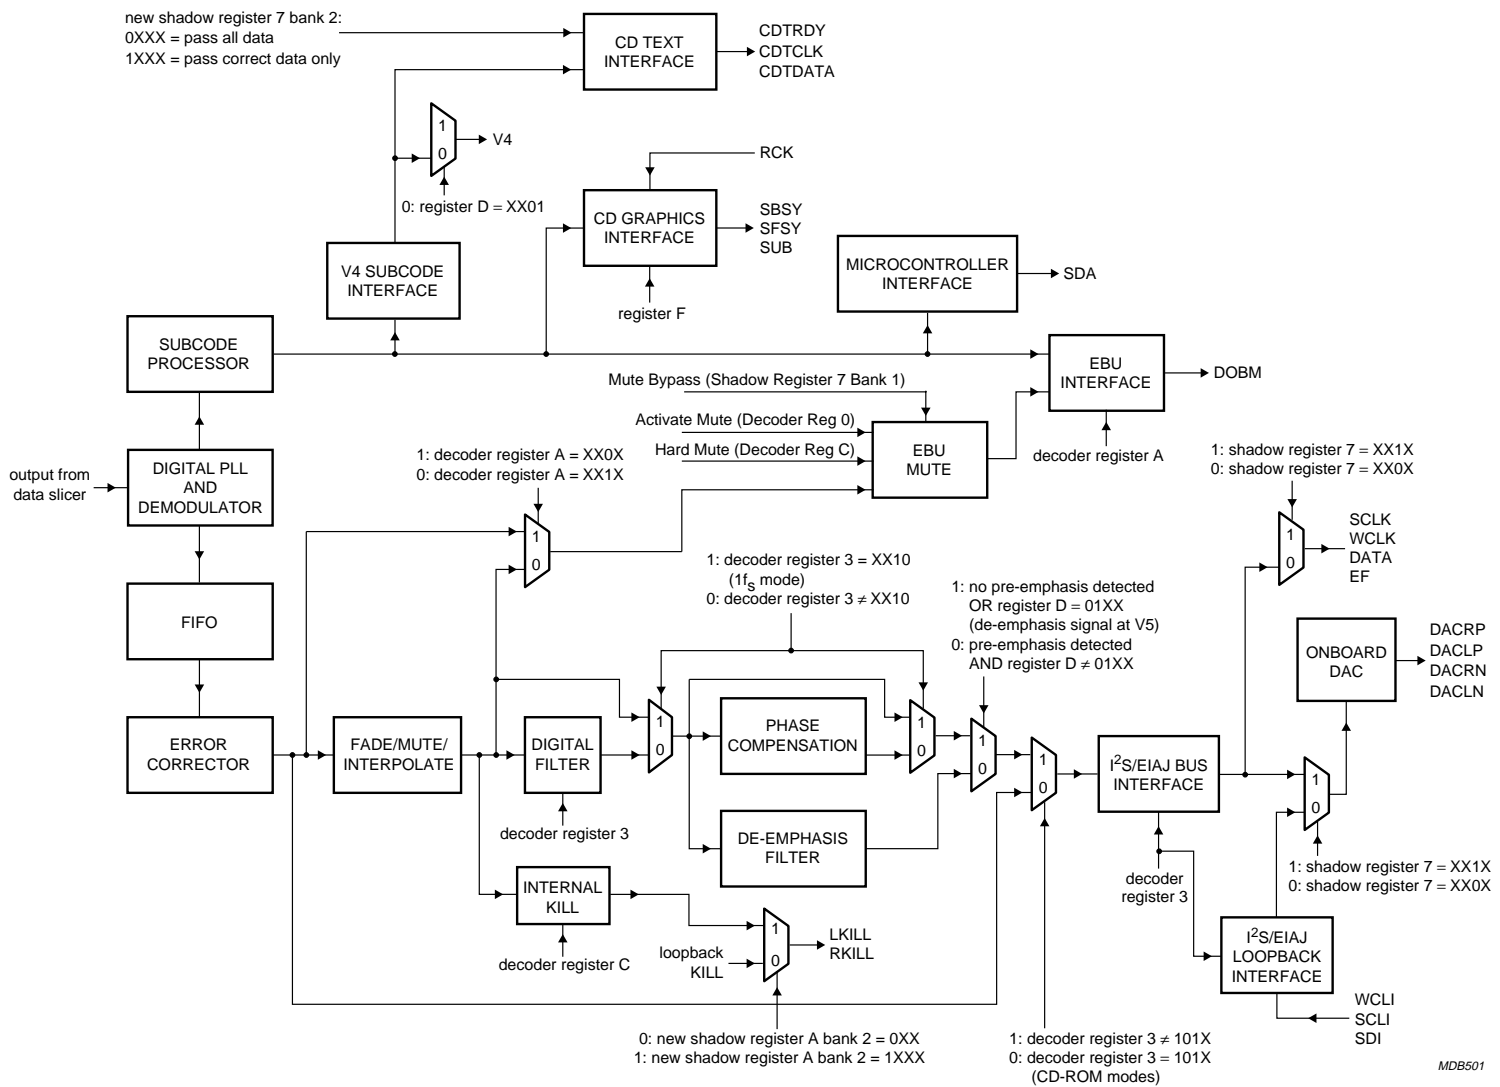 new shadow register 7 bank 2:
0XXX = pass all data
1XXX = pass correct data only
CD TEXT
INTERFACE
CDTRDY
CDTCLK
CDTDATA
1
0
V4
0: register D = XX01
RCK
CD GRAPHICS
INTERFACE
SBSY
SFSY
SUB
register F
V4 SUBCODE
INTERFACE
MICROCONTROLLER
INTERFACE
SDA
SUBCODE
PROCESSOR
EBU
INTERFACE
DOBM
decoder register A
Mute Bypass (Shadow Register 7 Bank 1)
Activate Mute (Decoder Reg 0)
Hard Mute (Decoder Reg C)
EBU
MUTE
output from
data slicer
DIGITAL PLL
AND
DEMODULATOR
1: decoder register A = XX0X
0: decoder register A = XX1X
1
0
1: shadow register 7 = XX1X
0: shadow register 7 = XX0X
1
0
SCLK
WCLK
DATA
EF
FIFO
1: decoder register 3 = XX10
(1fS mode)
0: decoder register 3 ≠ XX10
1: no pre-emphasis detected
OR register D = 01XX
(de-emphasis signal at V5)
0: pre-emphasis detected
AND register D ≠ 01XX
ONBOARD
DAC
DACRP
DACLP
DACRN
DACLN
ERROR
CORRECTOR
FADE/MUTE/
INTERPOLATE
DIGITAL
FILTER
decoder register 3
1
0
PHASE
COMPENSATION
1
0
1
0
1
0
I2S/EIAJ BUS
INTERFACE
1
0
DE-EMPHASIS
FILTER
decoder
register 3
1: shadow register 7 = XX1X
0: shadow register 7 = XX0X
INTERNAL
KILL
decoder register C
loopback
KILL
1
0
LKILL
RKILL
I2S/EIAJ
LOOPBACK
INTERFACE
WCLI
SCLI
SDI
0: new shadow register A bank 2 = 0XX
1: new shadow register A bank 2 = 1XXX
1: decoder register 3 ≠ 101X
0: decoder register 3 = 101X
(CD-ROM modes)
MDB501